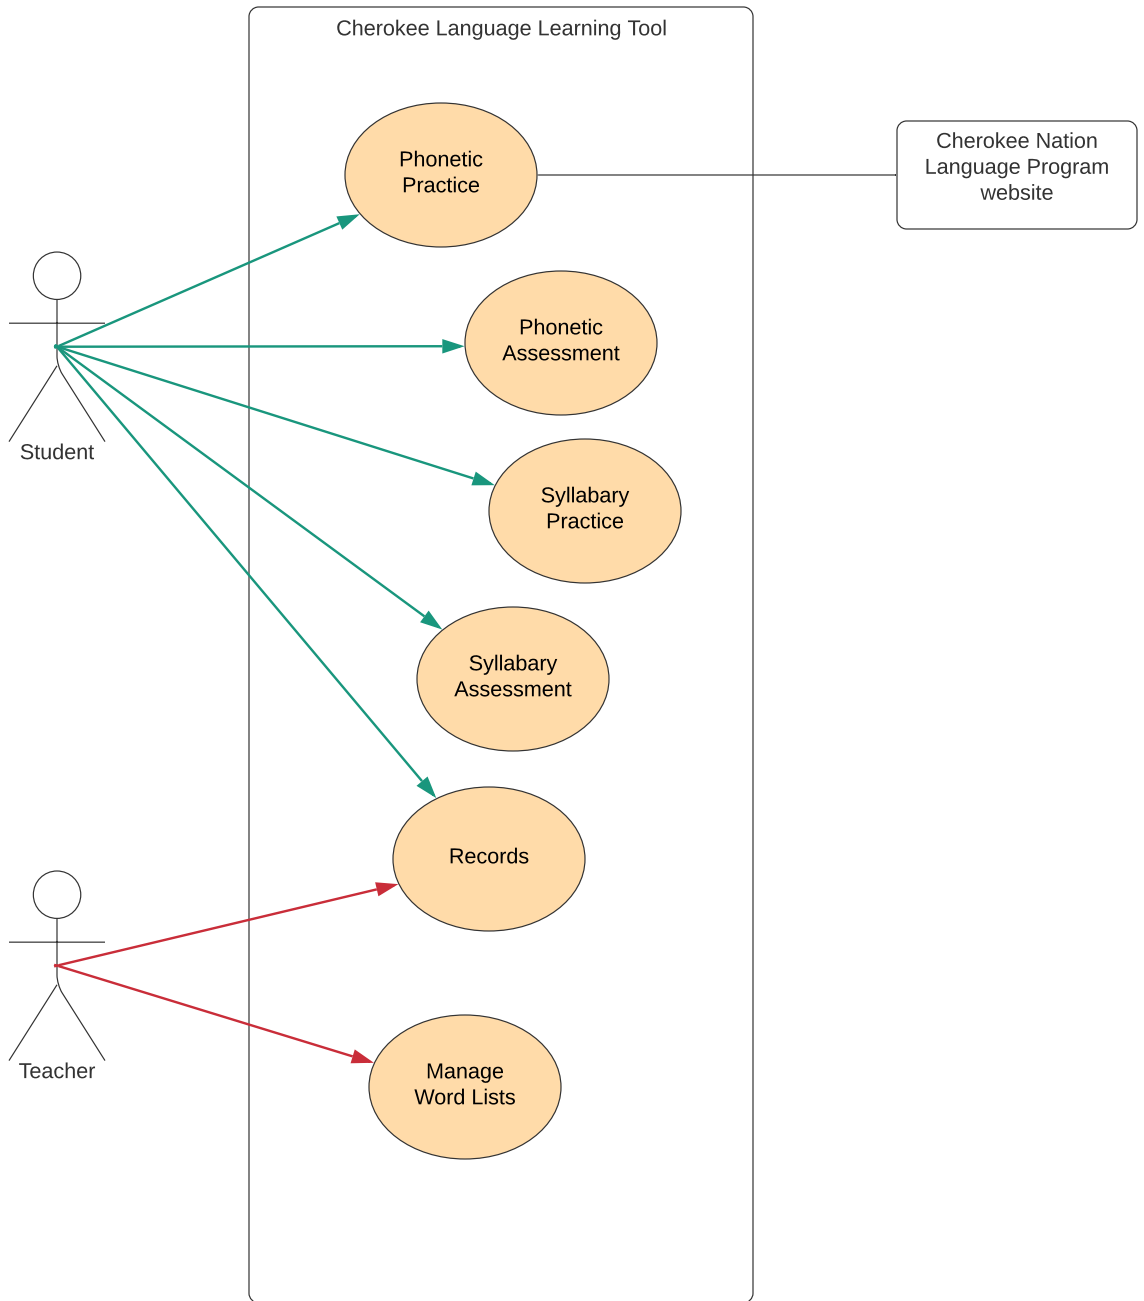 Cherokee Language Learning Tool
Phonetic
Practice
Cherokee Nation
Language Program
website
Phonetic
Assessment
Student
Syllabary
Practice
Syllabary
Assessment
Records
Teacher
Manage
Word Lists